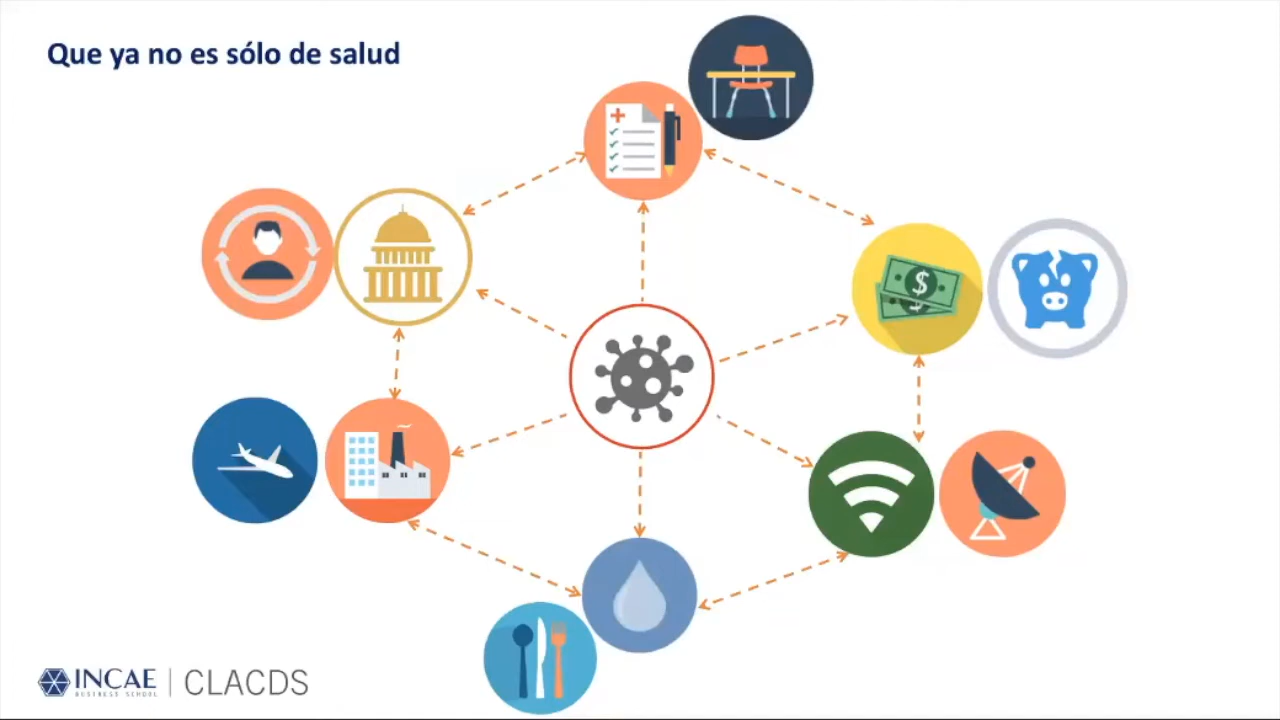 Que ya no es sólo de salud
$
$
INCAE
BUSINESS SCHOOL
CLACDS